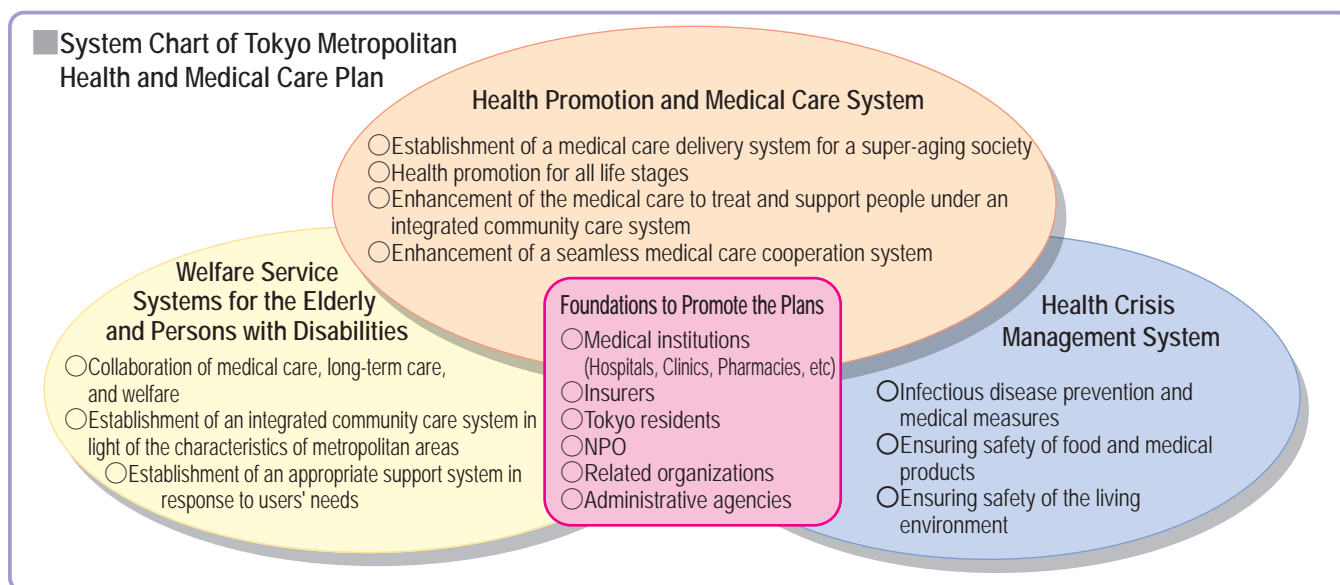 System Chart of Tokyo Metropolitan
Health and Medical Care Plan
Health Promotion and Medical Care System
○Establishment of a medical care delivery system for a super-aging society
○Health promotion for all life stages
○Enhancement of the medical care to treat and support people under an
integrated community care system
○Enhancement of a seamless medical care cooperation system
Welfare Service
Systems for the Elderly
and Persons with Disabilities
○Collaboration of medical care, long-term care,
and welfare
○Establishment of an integrated community care system in
light of the characteristics of metropolitan areas
○Establishment of an appropriate support system in
response to users' needs
Foundations to Promote the Plans
○Medical institutions
(Hospitals, Clinics, Pharmacies, etc)
○Insurers
○Tokyo residents
○NPO
○Related organizations
○Administrative agencies
Health Crisis
Management System
○Infectious disease prevention and
medical measures
○Ensuring safety of food and medical
products
○Ensuring safety of the living
environment